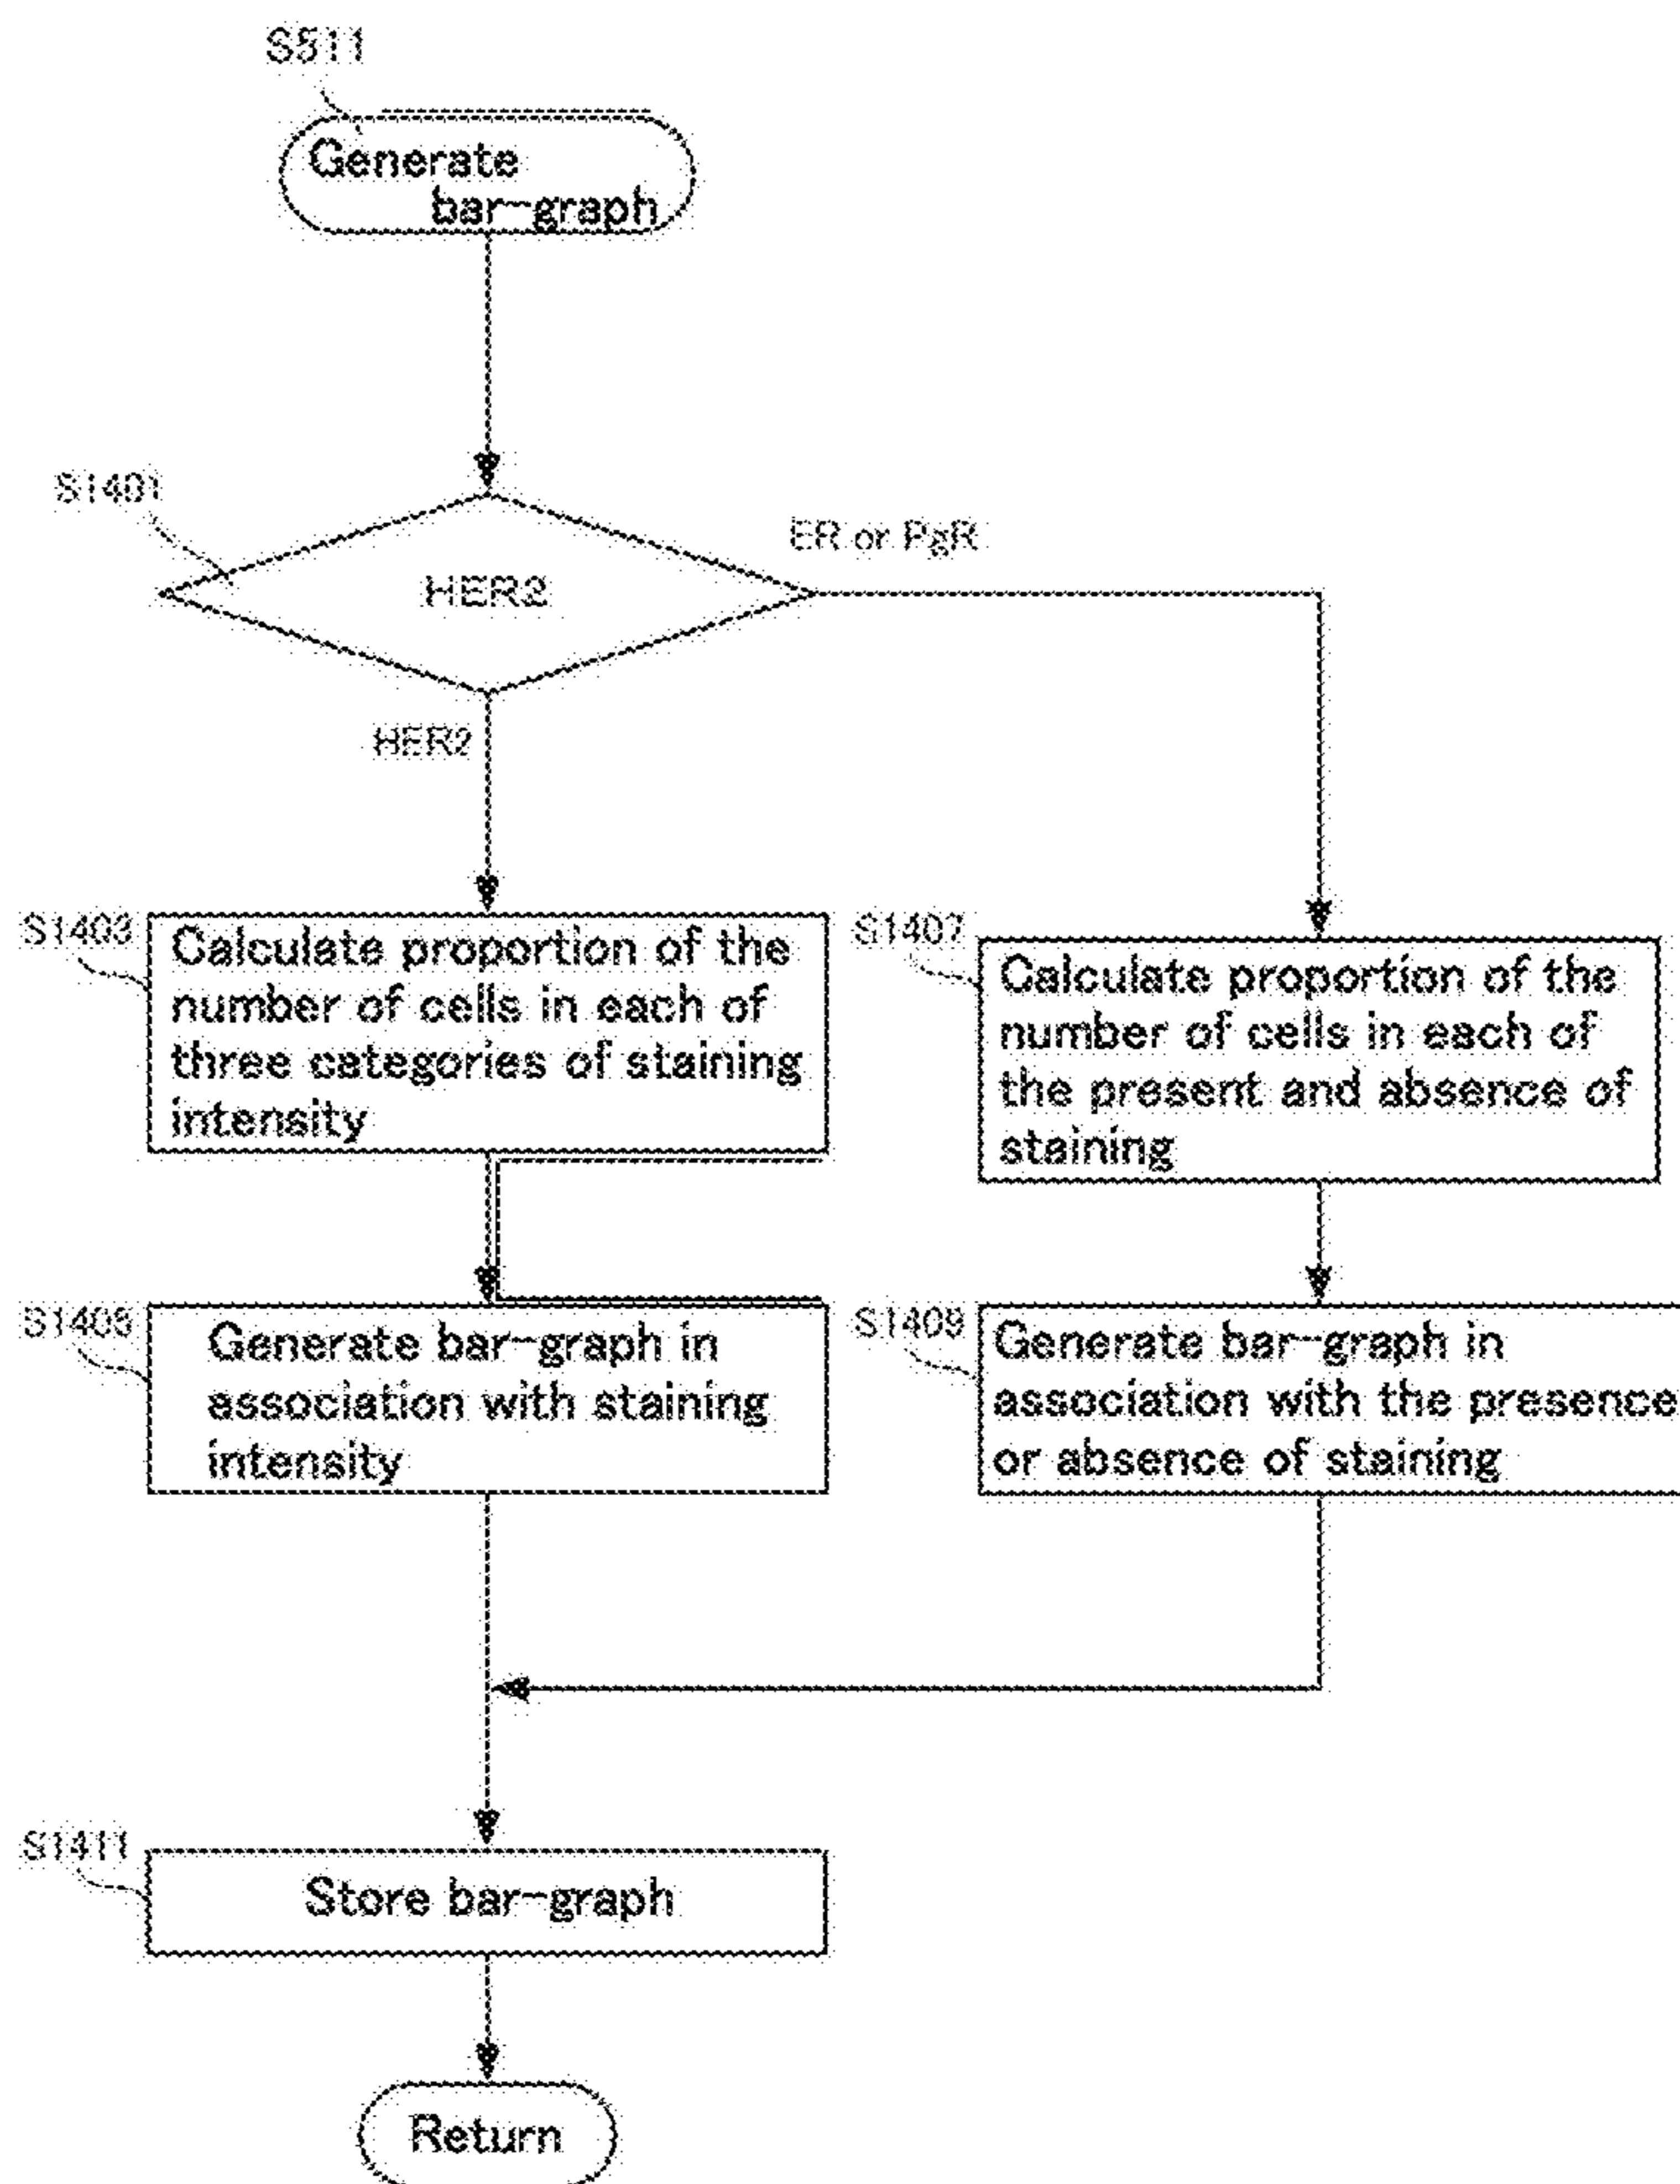 S511
Generate
bar-graph
S1401
HER2
ER or PgR
HER2
S1403
Calculate proportion of the
number of cells in each of
three categories of staining
intensity
S1407
Calculate proportion of the
number of cells in each of
the present and absence of
staining
Generate bar-graph in
association with staining
intensity
S1409
Generate bar-graph in
association with the presence
or absence of staining
S1411
Store bar-graph
Return